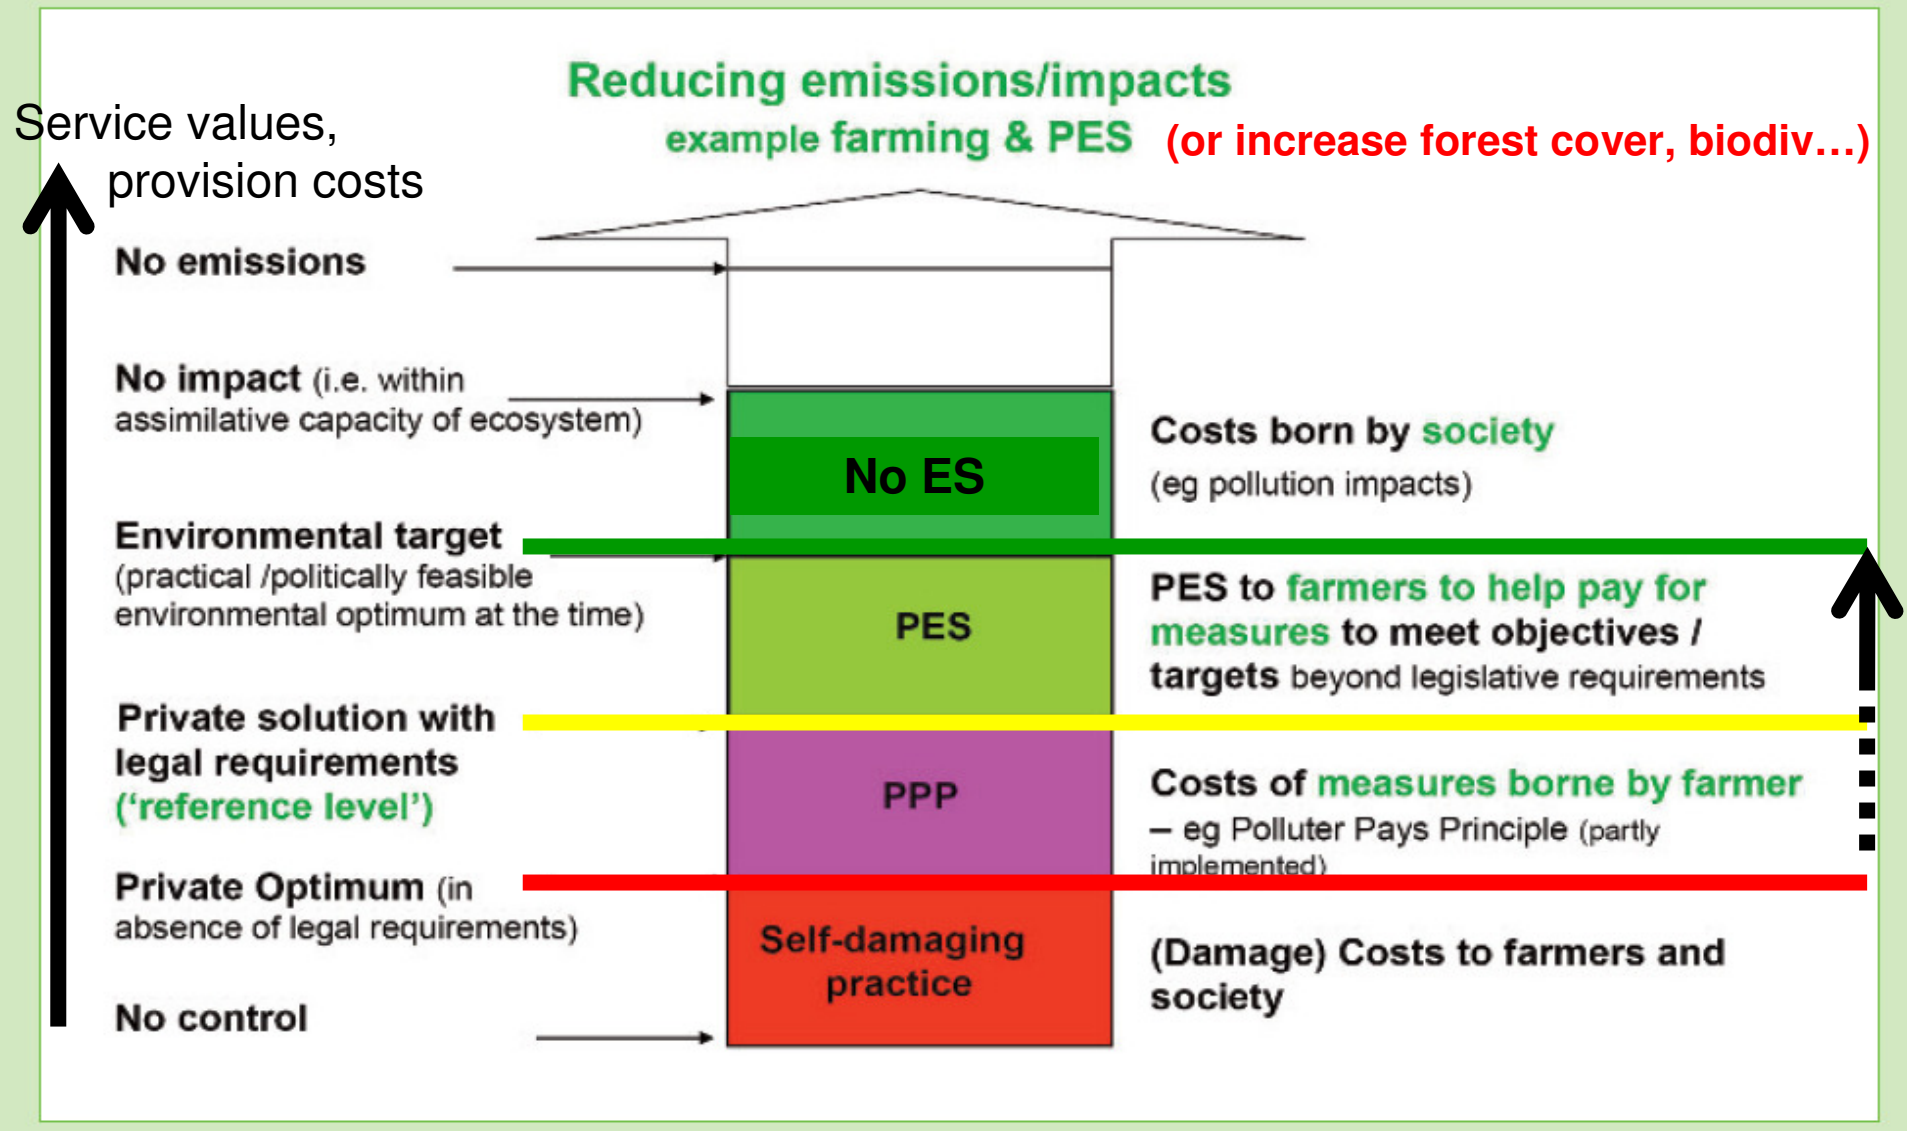 Reducing emissions/impacts
example farming & PES (or increase forest cover, biodiv...)
Service values,
provision costs
No emissions
No impact (i.e. within
assimilative capacity of ecosystem)
Environmental target
(practical /politically feasible
environmental optimum at the time)
Private solution with
legal requirements
(‘reference level’)
Private Optimum (in
absence of legal requirements)
No control
No ES
PES
PPP
Self-damaging
practice
Costs born by society
(eg pollution impacts)
PES to farmers to help pay for
measures to meet objectives /
targets beyond legislative requirements
Costs of measures borne by farmer
– eg Polluter Pays Principle (partly
implemented)
(Damage) Costs to farmers and
society